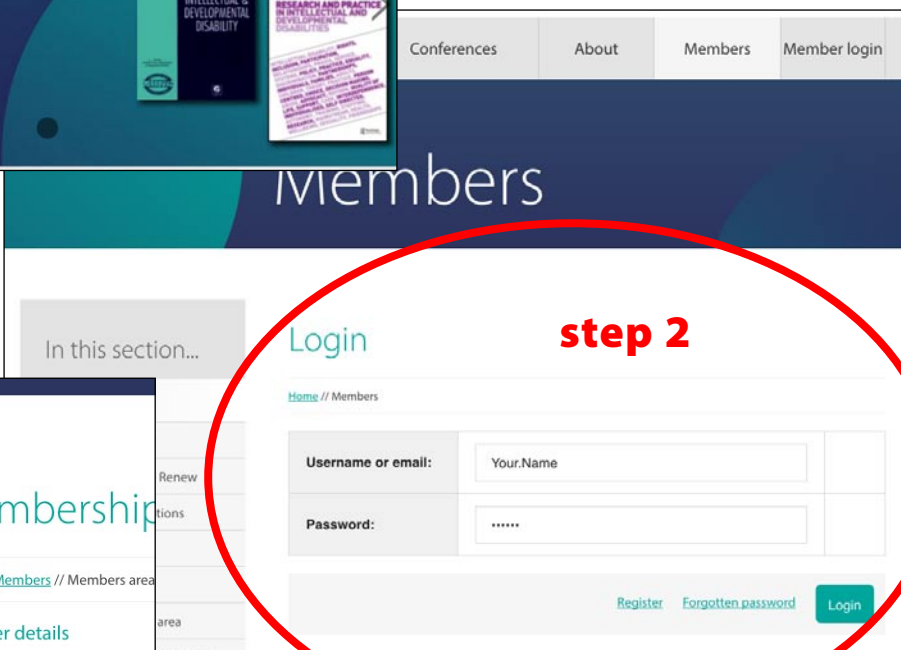 INTELLECTUAL &
DEVELOPMENTAL
DISABILITY
RESEARCH AND PRACTICE
IN INTELLECTUAL AND
DEVELOPMENTAL
DISABILITIES
Conferences
About
Members
Member login
Members
In this section...
Login
step 2
Home // Members
Username or email:
Your.Name
Renew
mbership
tions
Password:
••••••
Members // Members area
Register
Forgotten password
Login
area
er details